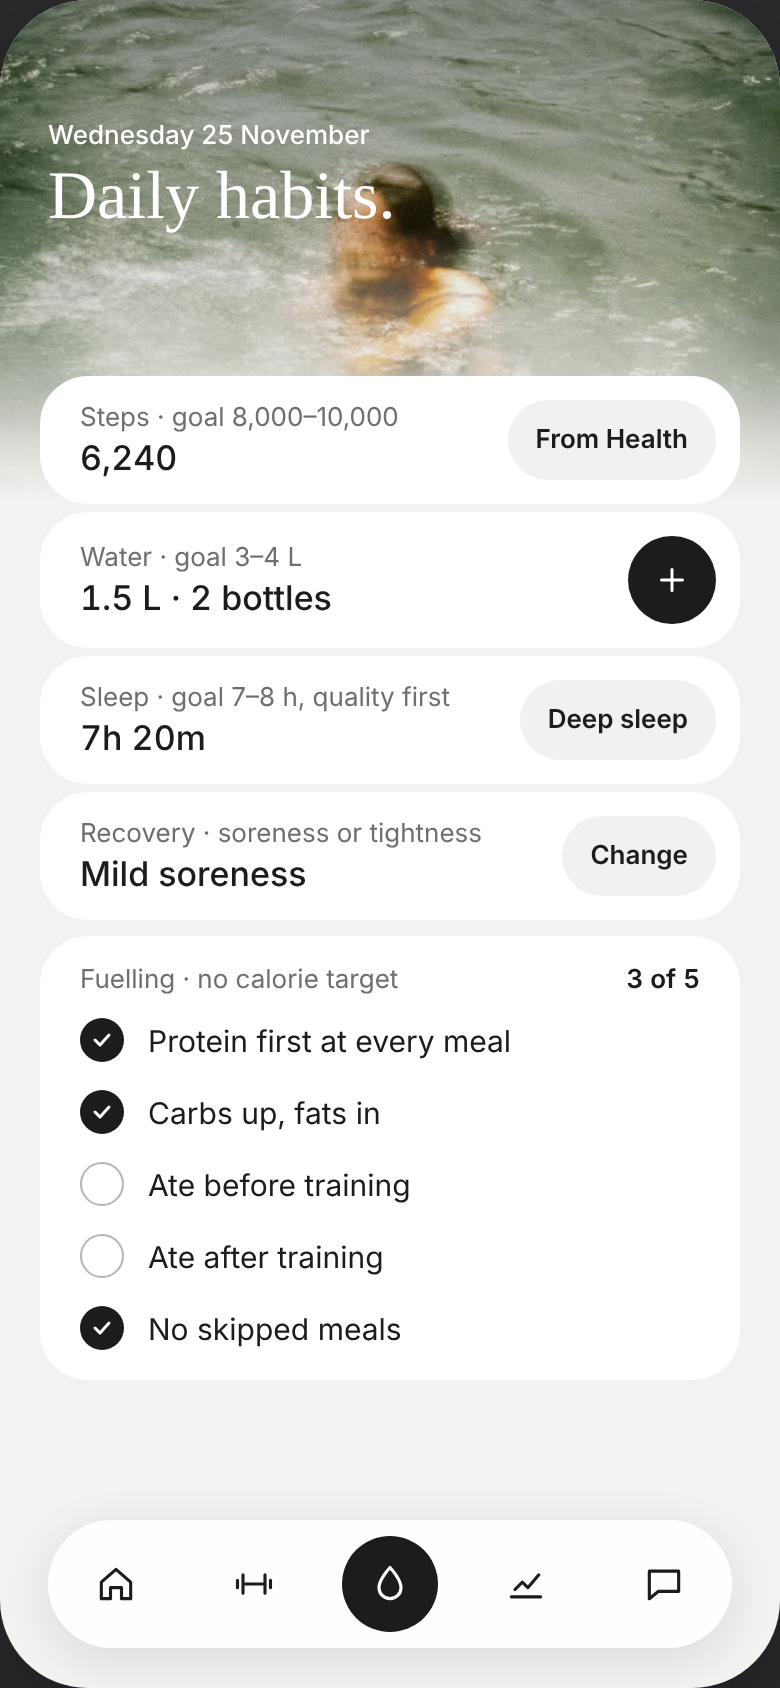 Wednesday 25 November
Daily habits.
Steps · goal 8,000–10,000
6,240
From Health
Water · goal 3–4 L
1.5 L · 2 bottles
Sleep · goal 7–8 h, quality first
7h 20m
Deep sleep
Recovery · soreness or tightness
Mild soreness
Change
Fuelling · no calorie target
3 of 5
Protein first at every meal
Carbs up, fats in
Ate before training
Ate after training
No skipped meals